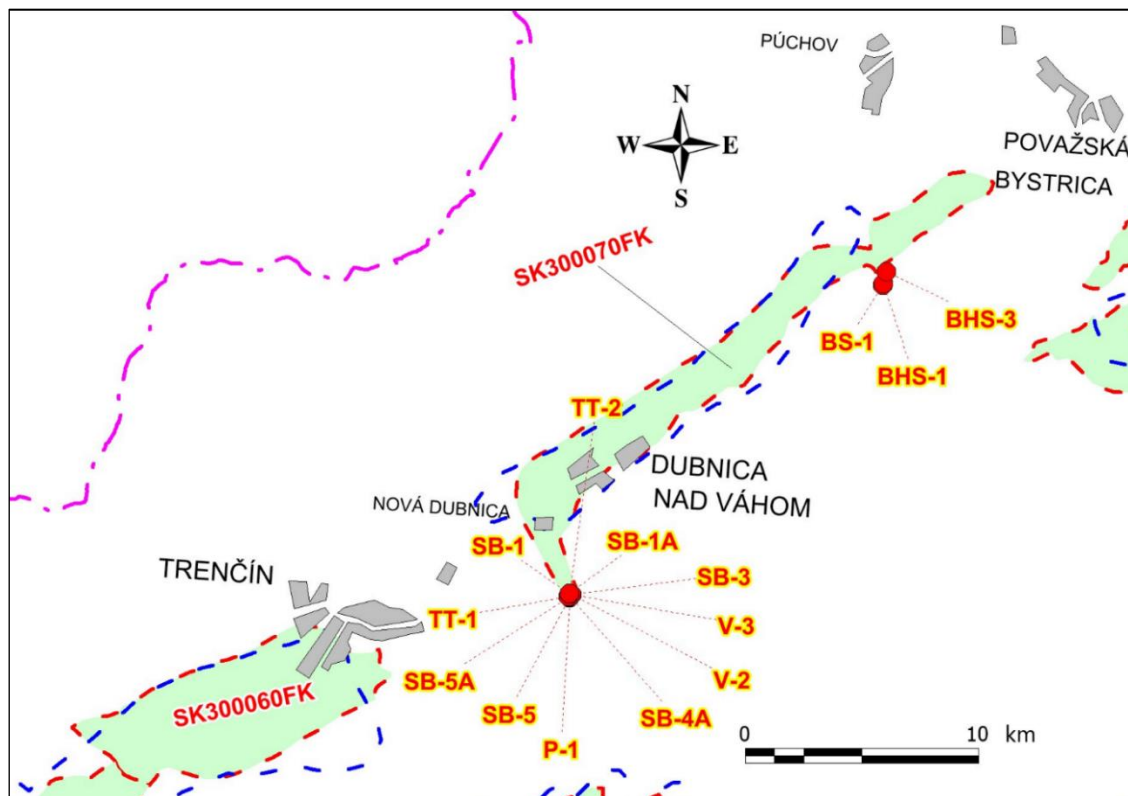 PÚCHOV
N
W E
S
POVAŽSKÁ
BYSTRICA
SK300070FK
BHS-3
BS-1
BHS-1
TT-2
DUBNICA
NAD VÁHOM
NOVÁ DUBNICA
SB-1
SB-1A
TRENČÍN
SB-3
TT-1
V-3
SB-5A
V-2
SK300060FK
SB-5
SB-4A
P-1
0 10 km